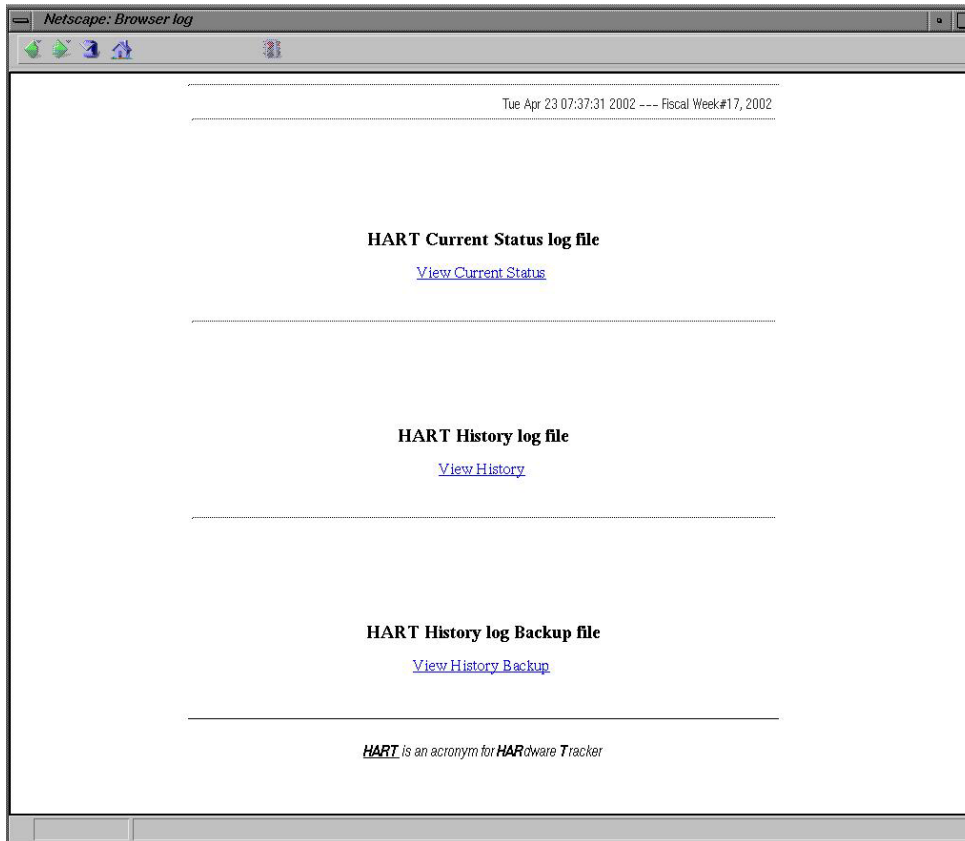 Netscape: Browser log
Tue Apr 23 07:37:31 2002 --- Fiscal Week#17, 2002
HART Current Status log file
View Current Status
HART History log file
View History
HART History log Backup file
View History Backup
HART is an acronym for HARdware Tracker